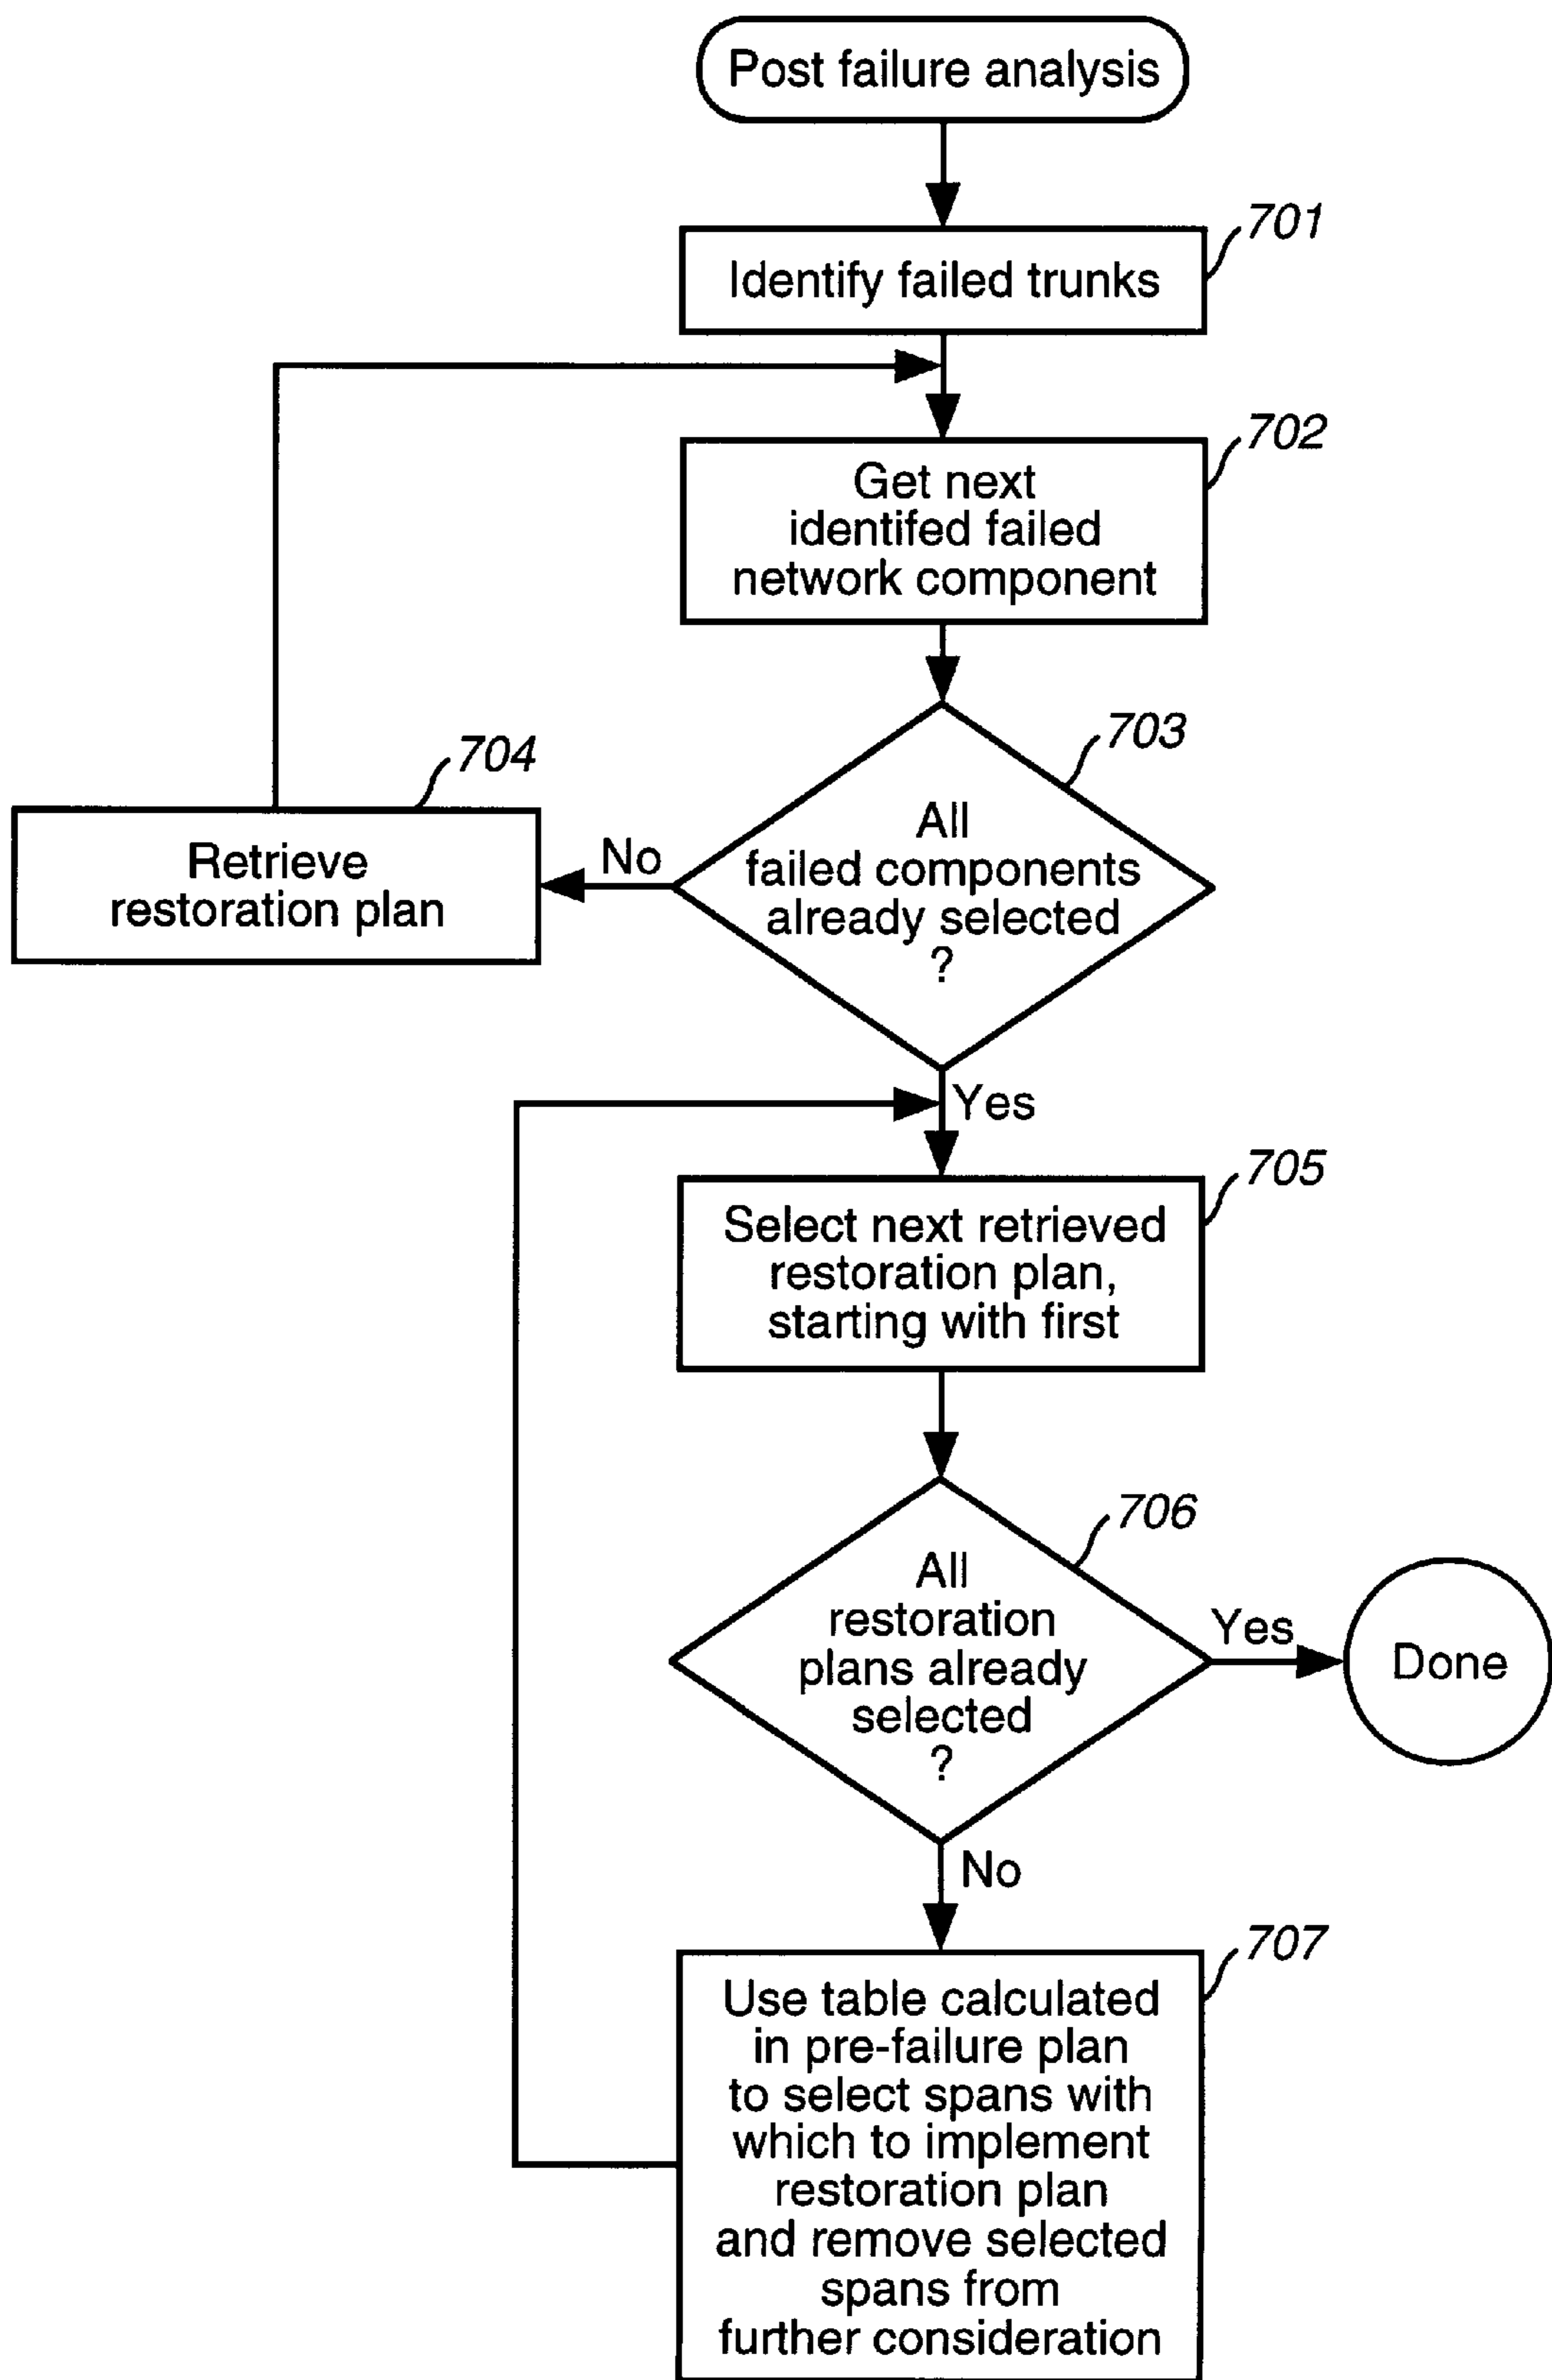 Post failure analysis
701
Identify failed trunks
702
Get next
identifed failed
network component
703
704
All
failed components
already selected
?
No
Retrieve
restoration plan
Yes
705
Select next retrieved
restoration plan,
starting with first
706
All
restoration
plans already
selected
?
Yes
Done
No
707
Use table calculated
in pre-failure plan
to select spans with
which to implement
restoration plan
and remove selected
spans from
further consideration